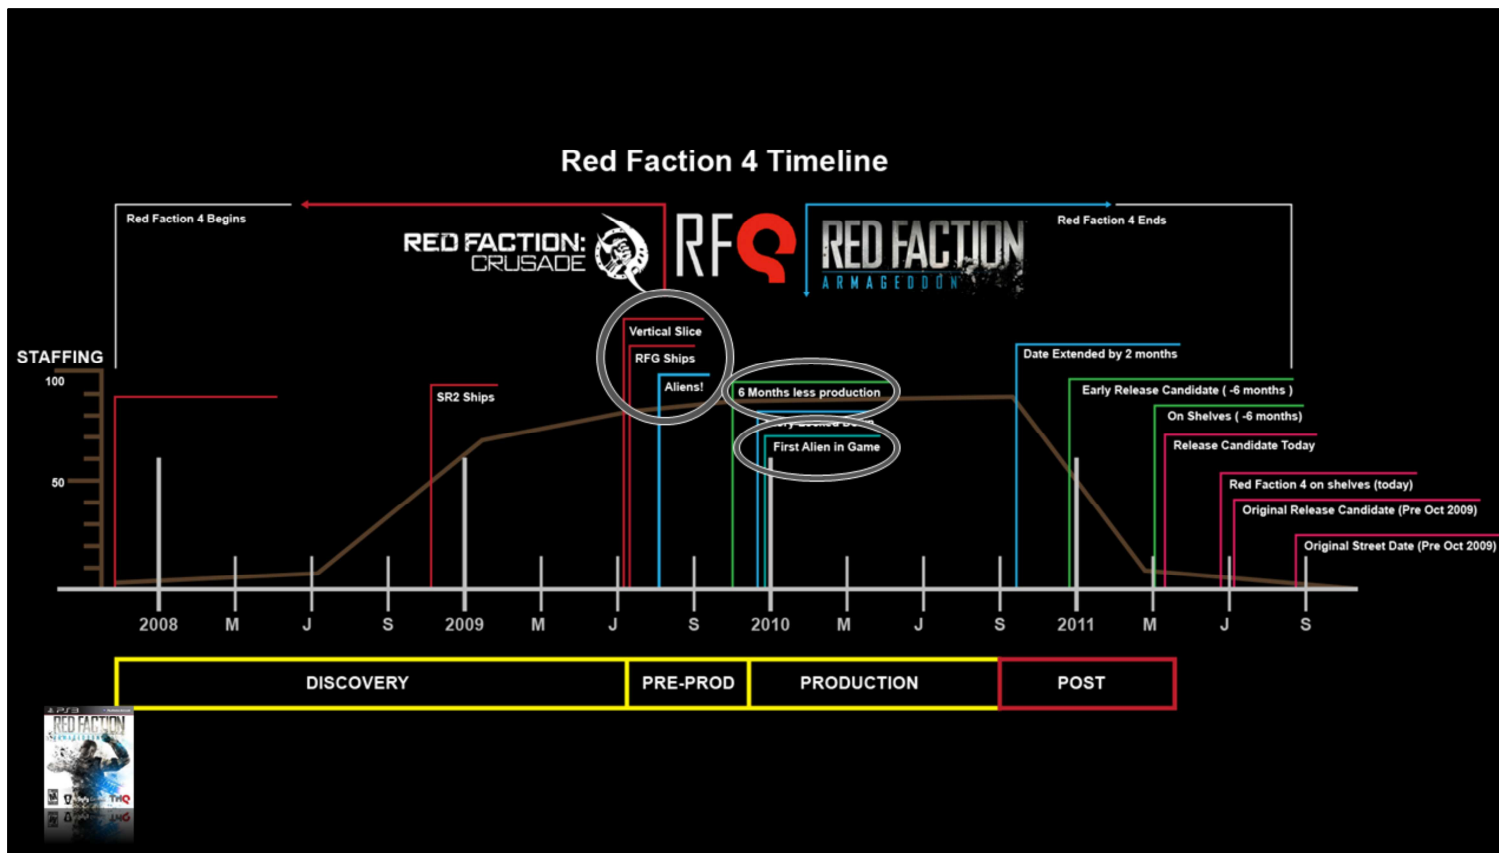 Red Faction 4 Timeline
Red Faction 4 Begins
RED FACTION:
CRUSADE
RF
RED FACTION
ARMAGEDDON
Red Faction 4 Ends
Vertical Slice
RFG Ships
Aliens!
STAFFING
100
50
SR2 Ships
6 Months less production
First Alien in Game
Date Extended by 2 months
Early Release Candidate ( -6 months )
On Shelves ( -6 months)
Release Candidate Today
Red Faction 4 on shelves (today)
Original Release Candidate (Pre Oct 2009)
Original Street Date (Pre Oct 2009)
2008 M J S 2009 M J S 2010 M J S 2011 M J S
DISCOVERY PRE-PROD PRODUCTION POST
PS3
RED FACTION
THQ